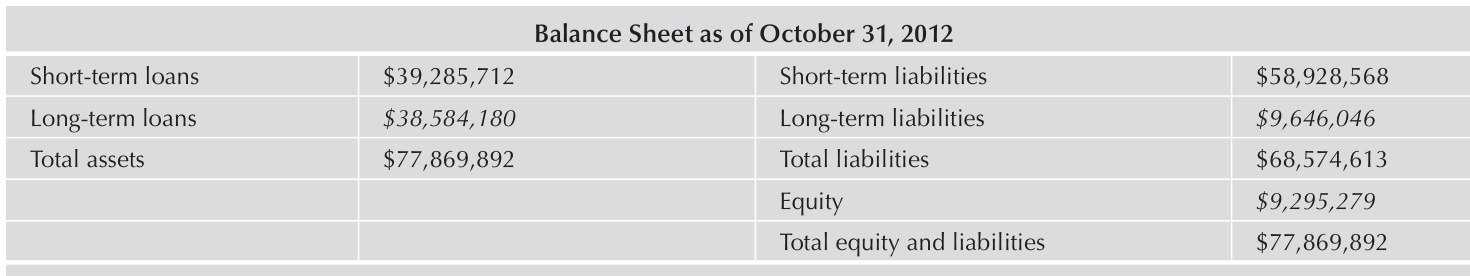 Balance Sheet as of October 31, 2012
Short-term loans $39,285,712 Short-term liabilities $58,928,568
Long-term loans $38,584,180 Long-term liabilities $9,646,046
Total assets $77,869,892 Total liabilities $68,574,613
Equity $9,295,279
Total equity and liabilities $77,869,892